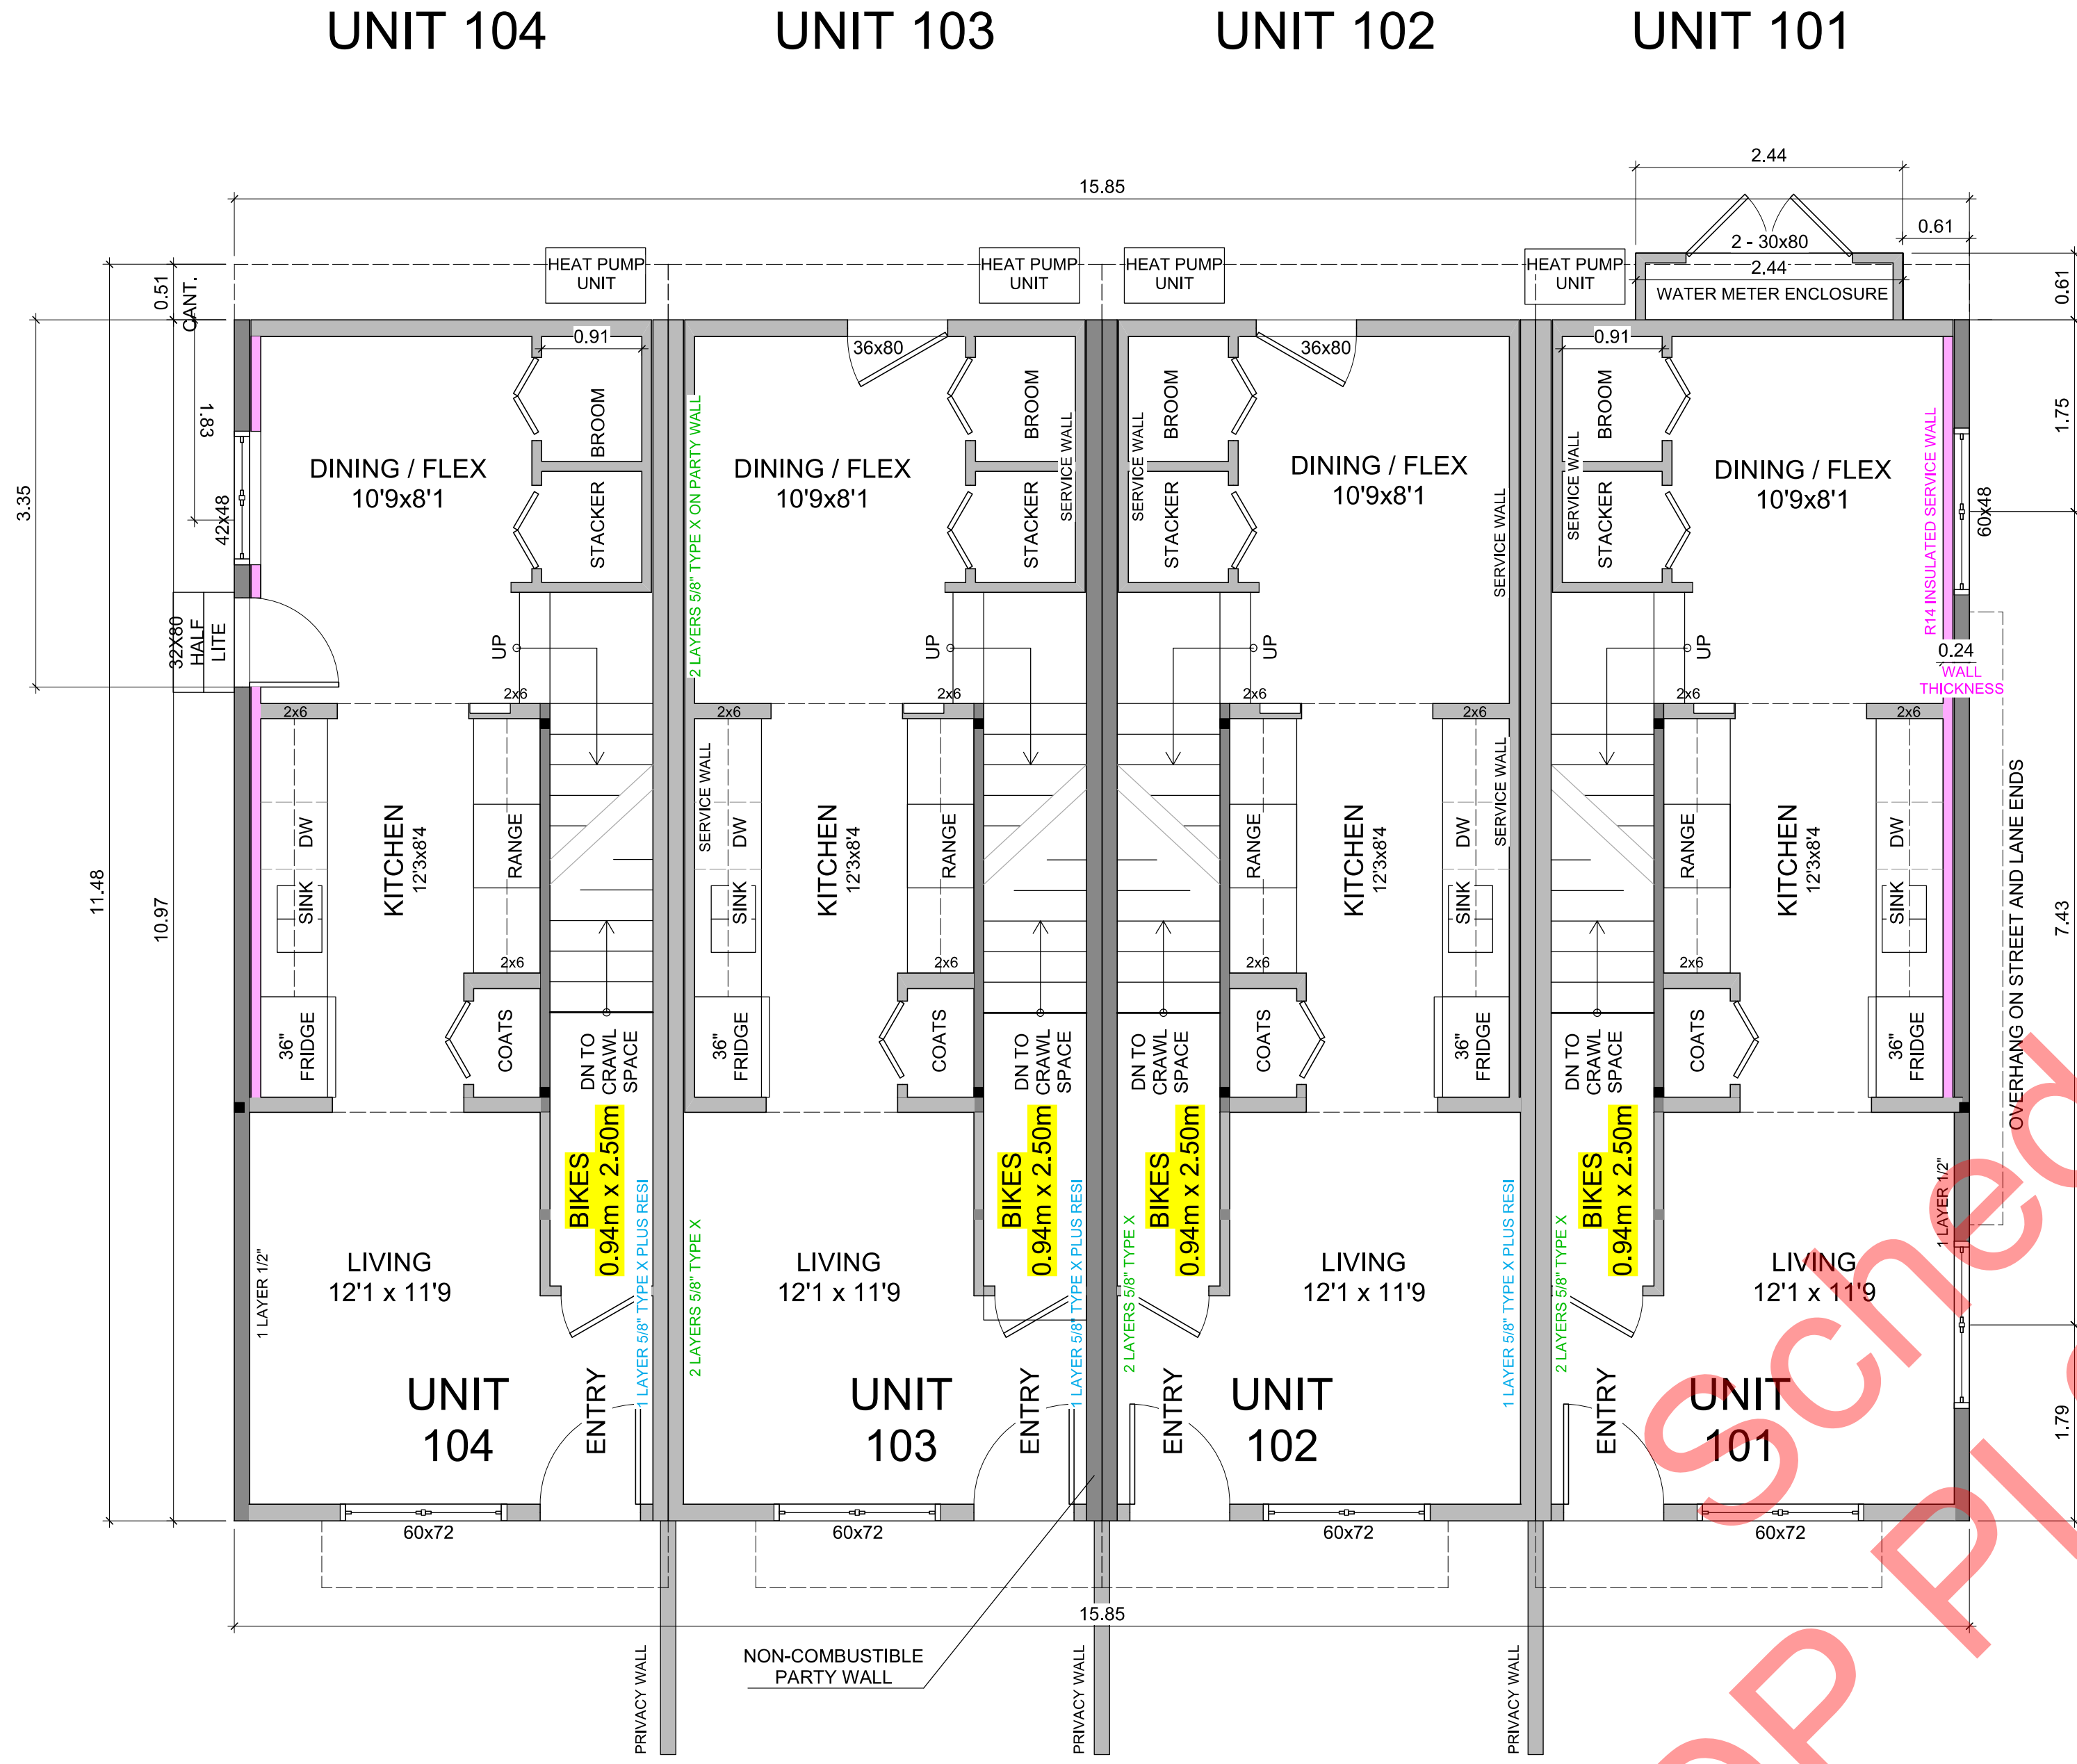 UNIT 104
UNIT 103
UNIT 102
UNIT 101
2.44
15.85
0.61
2 - 30x80
2.44
WATER METER ENCLOSURE
HEAT PUMP
UNIT
HEAT PUMP
UNIT
HEAT PUMP
UNIT
HEAT PUMP
UNIT
0.51
CANT.
0.61
3.35
1.83
11.48
10.97
1.75
7.43
1.79
42x48
32X80
HALF
LITE
0.91
BROOM
STACKER
DINING / FLEX
10'9x8'1
UP
2x6
2x6
KITCHEN
12'3x8'4
DW
SINK
RANGE
2x6
36"
FRIDGE
COATS
DN TO
CRAWL
SPACE
BIKES
0.94m x 2.50m
1 LAYER 1/2"
LIVING
12'1 x 11'9
1 LAYER 5/8" TYPE X PLUS RESI
UNIT
104
ENTRY
60x72
2 LAYERS 5/8" TYPE X ON PARTY WALL
36x80
BROOM
STACKER
SERVICE WALL
DINING / FLEX
10'9x8'1
UP
2x6
2x6
SERVICE WALL
KITCHEN
12'3x8'4
DW
SINK
RANGE
2x6
36"
FRIDGE
COATS
DN TO
CRAWL
SPACE
BIKES
0.94m x 2.50m
2 LAYERS 5/8" TYPE X
LIVING
12'1 x 11'9
1 LAYER 5/8" TYPE X PLUS RESI
UNIT
103
ENTRY
60x72
36x80
BROOM
STACKER
SERVICE WALL
DINING / FLEX
10'9x8'1
SERVICE WALL
UP
2x6
2x6
KITCHEN
12'3x8'4
DW
SINK
SERVICE WALL
RANGE
2x6
36"
FRIDGE
COATS
DN TO
CRAWL
SPACE
BIKES
0.94m x 2.50m
2 LAYERS 5/8" TYPE X
LIVING
12'1 x 11'9
1 LAYER 5/8" TYPE X PLUS RESI
UNIT
102
ENTRY
60x72
0.91
BROOM
STACKER
SERVICE WALL
DINING / FLEX
10'9x8'1
R14 INSULATED SERVICE WALL
60x48
0.24
WALL
THICKNESS
UP
2x6
2x6
KITCHEN
12'3x8'4
DW
SINK
RANGE
2x6
36"
FRIDGE
COATS
DN TO
CRAWL
SPACE
BIKES
0.94m x 2.50m
2 LAYERS 5/8" TYPE X
OVERHANG ON STREET AND LANE ENDS
1 LAYER 1/2"
LIVING
12'1 x 11'9
UNIT
101
ENTRY
60x72
15.85
NON-COMBUSTIBLE
PARTY WALL
PRIVACY WALL
PRIVACY WALL
PRIVACY WALL